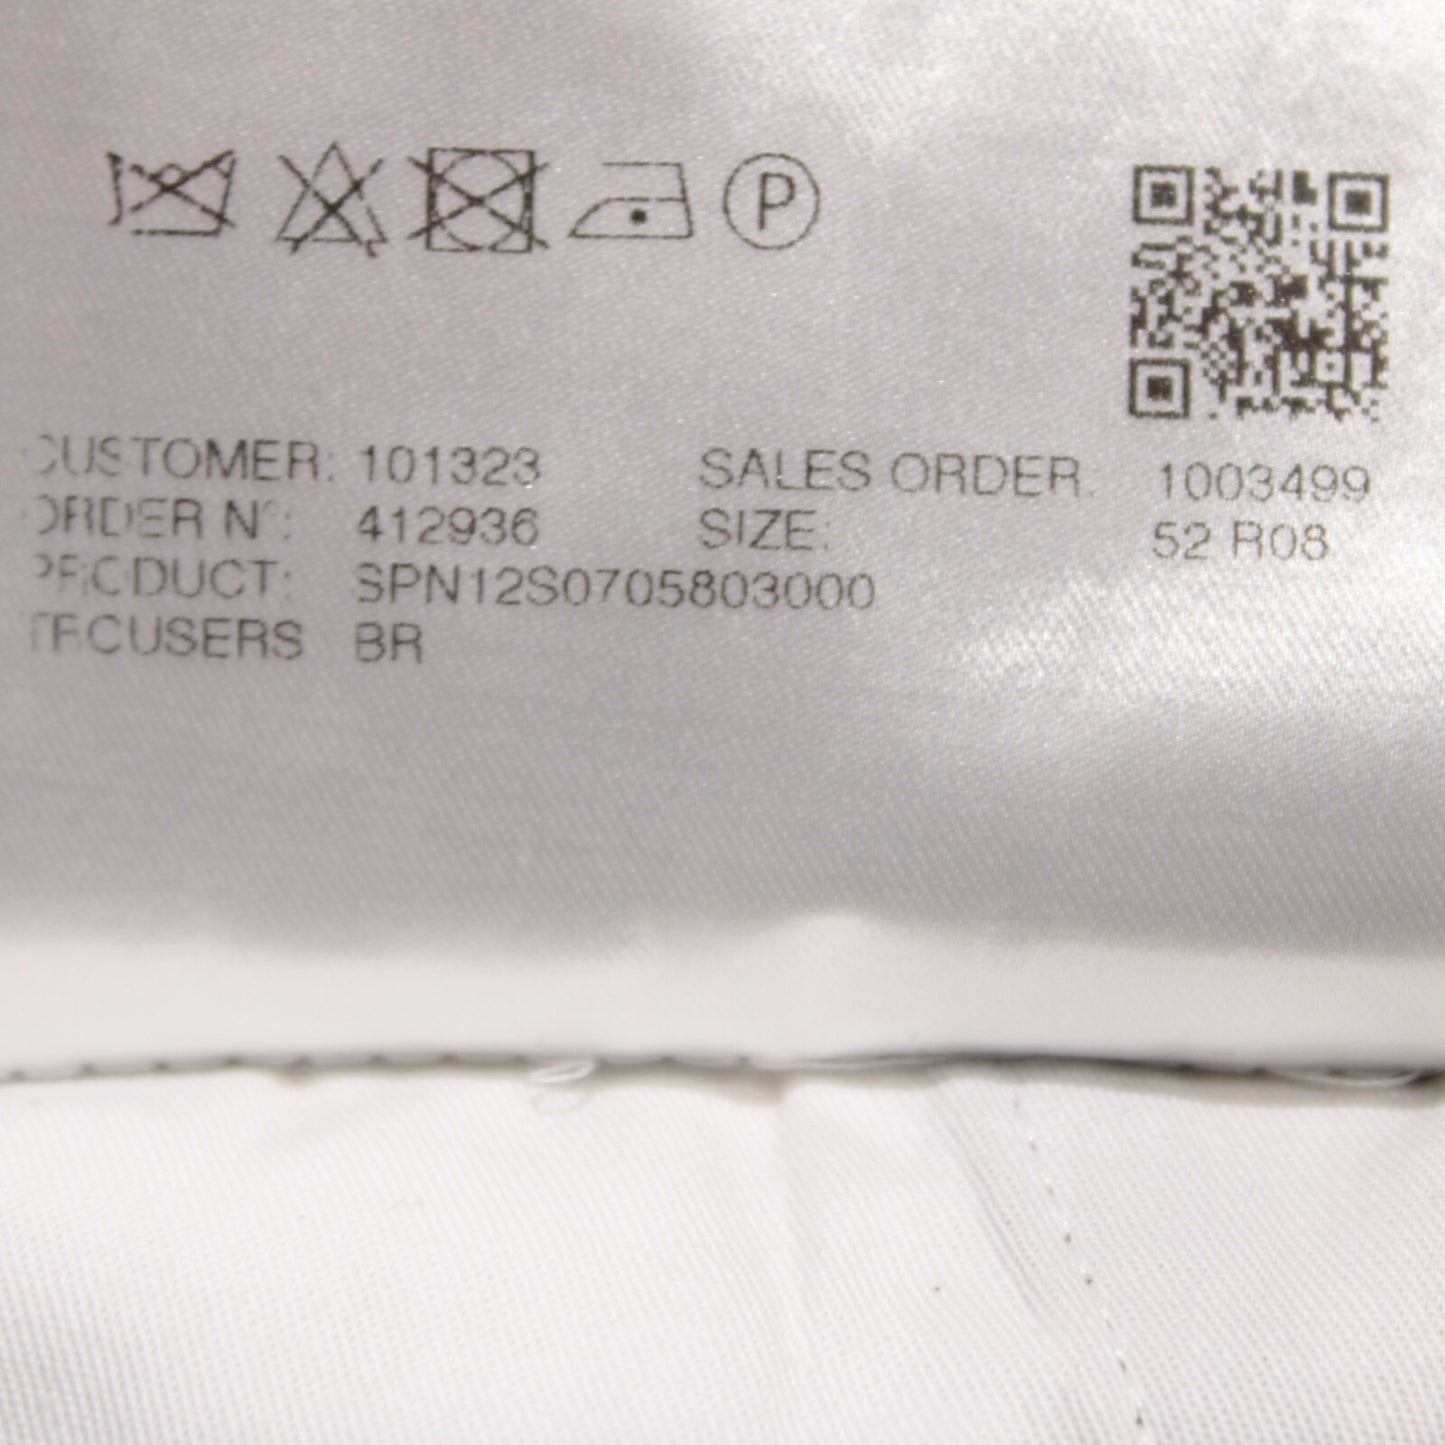 P
CUSTOMER: 101323 SALES ORDER: 1003499
ORDER N°: 412936 SIZE: 52 R08
PRODUCT: SPN12S0705803000
TROUSERS BR